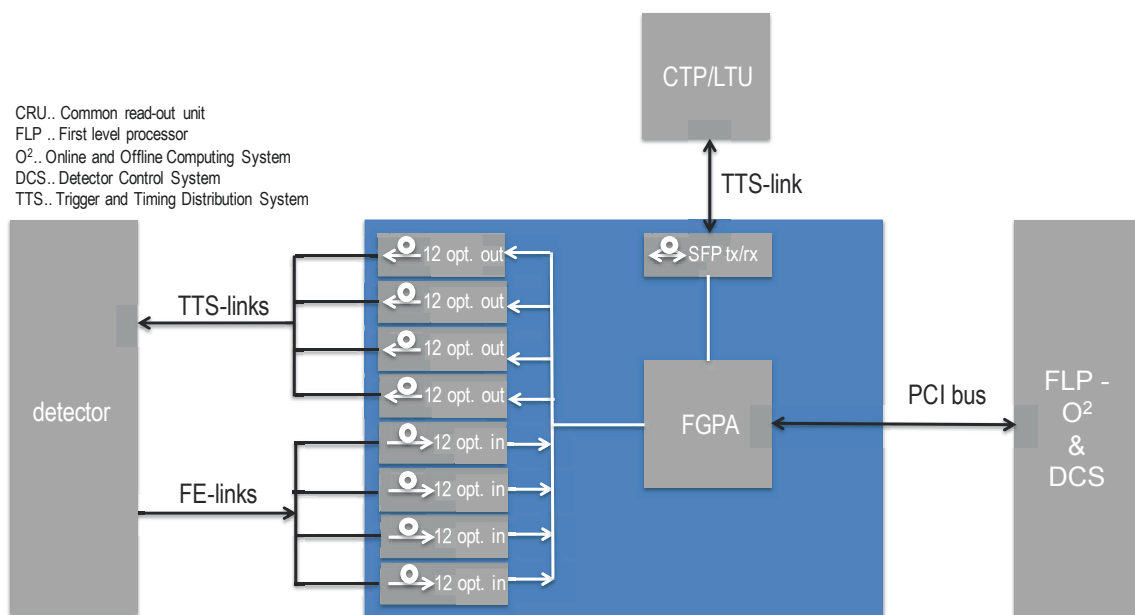 CTP/LTU
CRU.. Common read-out unit
FLP .. First level processor
O².. Online and Offline Computing System
DCS.. Detector Control System
TTS.. Trigger and Timing Distribution System
TTS-link
12 opt. out
SFP tx/rx
12 opt. out
TTS-links
12 opt. out
12 opt. out
detector
FGPA
PCI bus
FLP -
O²
&
DCS
12 opt. in
FE-links
12 opt. in
12 opt. in
12 opt. in